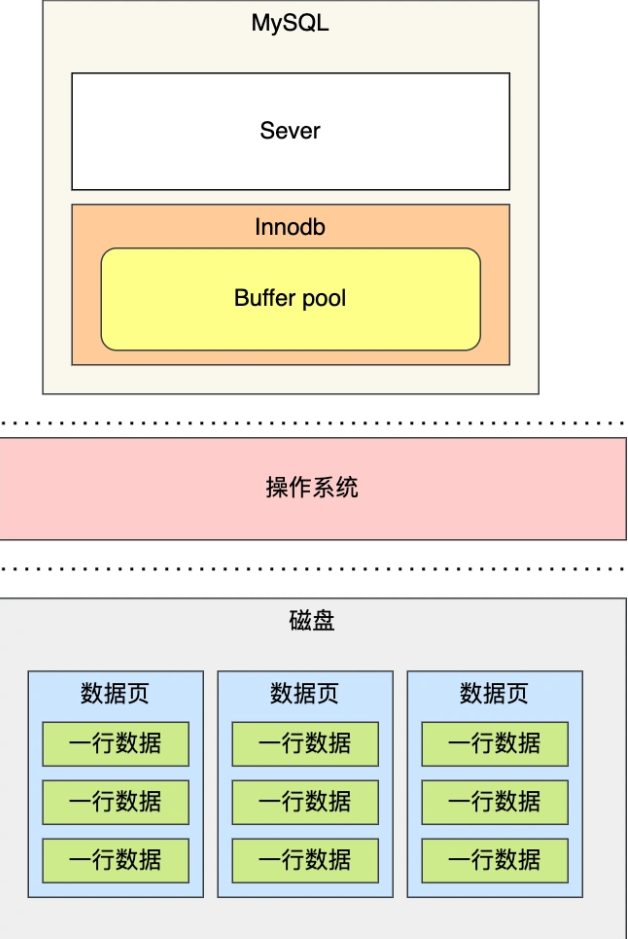 MySQL
Sever
Innodb
Buffer pool
操作系统
磁盘
数据页 数据页 数据页
一行数据 一行数据 一行数据
一行数据 一行数据 一行数据
一行数据 一行数据 一行数据